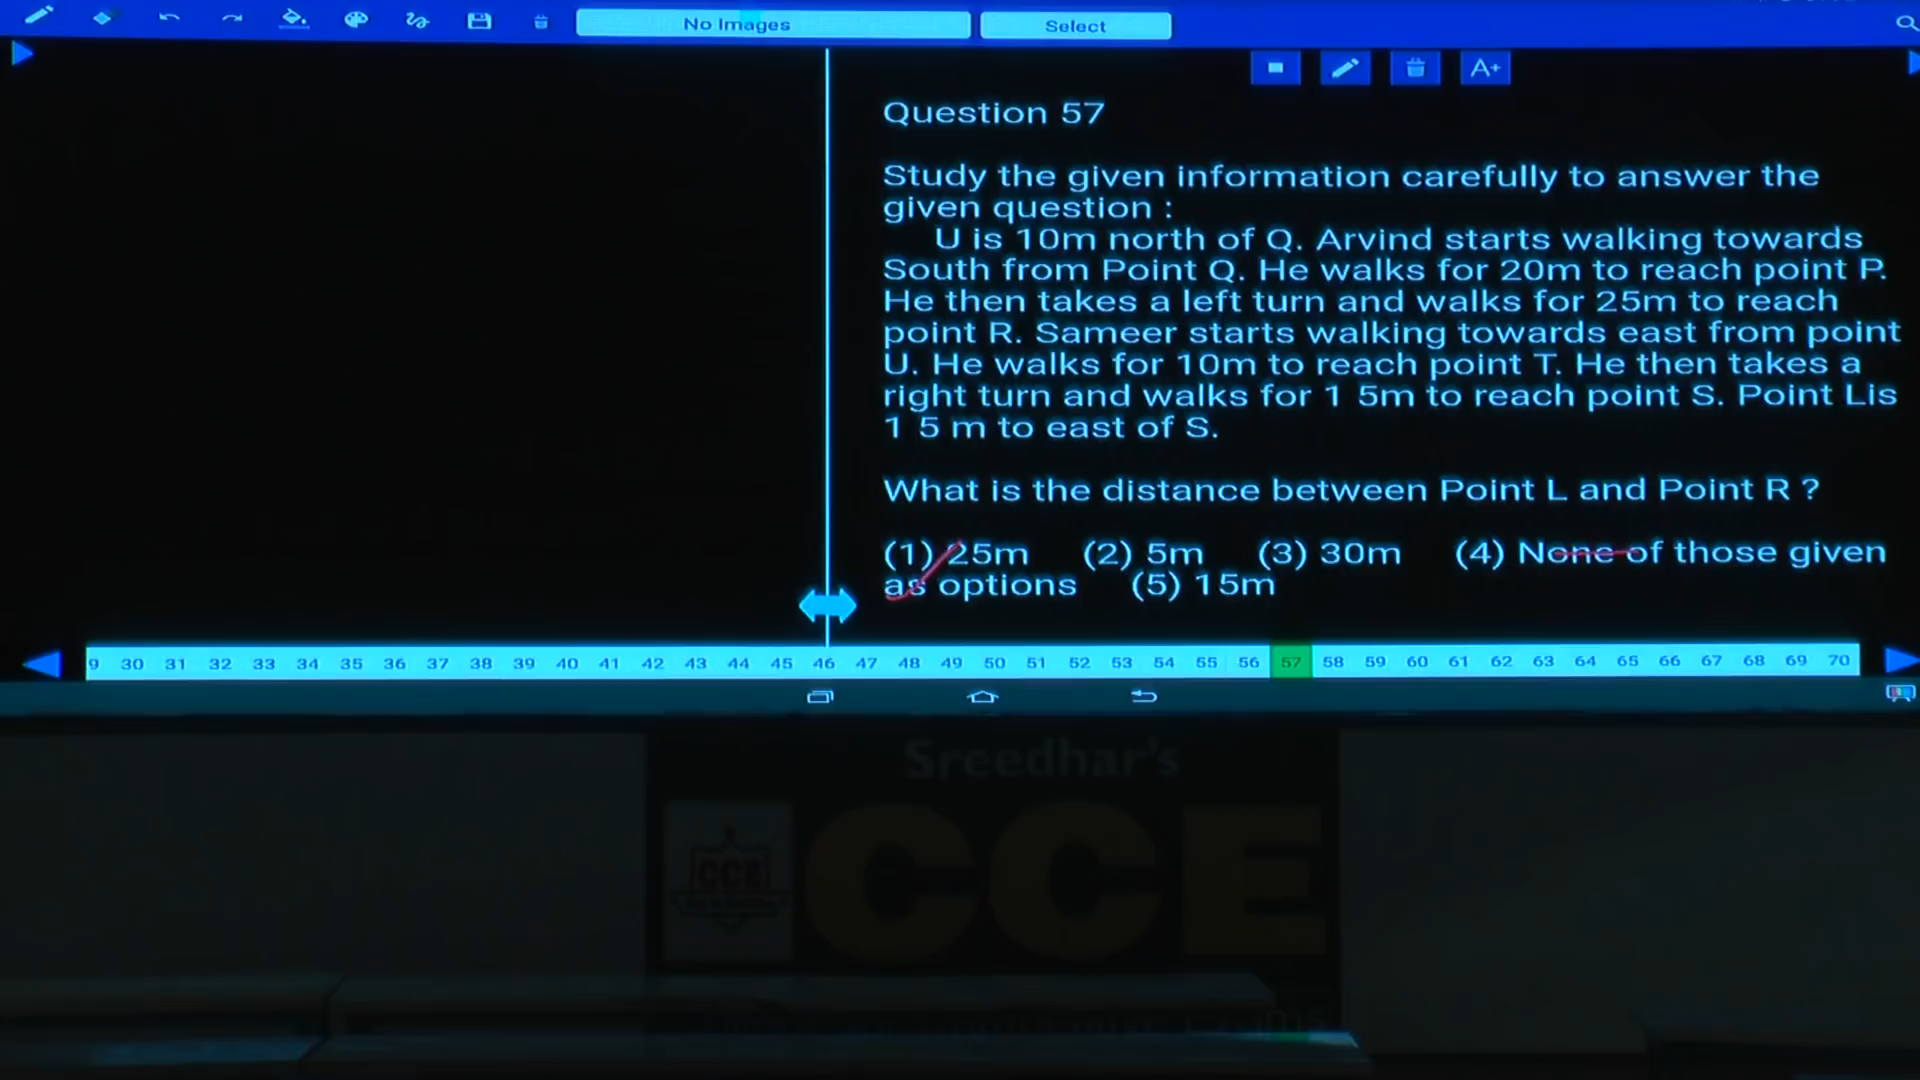 No Images
Select
A+
Question 57
Study the given information carefully to answer the
given question :
U is 10m north of Q. Arvind starts walking towards
South from Point Q. He walks for 20m to reach point P.
He then takes a left turn and walks for 25m to reach
point R. Sameer starts walking towards east from point
U. He walks for 10m to reach point T. He then takes a
right turn and walks for 1 5m to reach point S. Point Lis
1 5 m to east of S.
What is the distance between Point L and Point R ?
(1) 25m (2) 5m (3) 30m (4) None of those given
as options (5) 15m
9 30 31 32 33 34 35 36 37 38 39 40 41 42 43 44 45 46 47 48 49 50 51 52 53 54 55 56 57 58 59 60 61 62 63 64 65 66 67 68 69 70
Sreedhar's
CCE
CCE